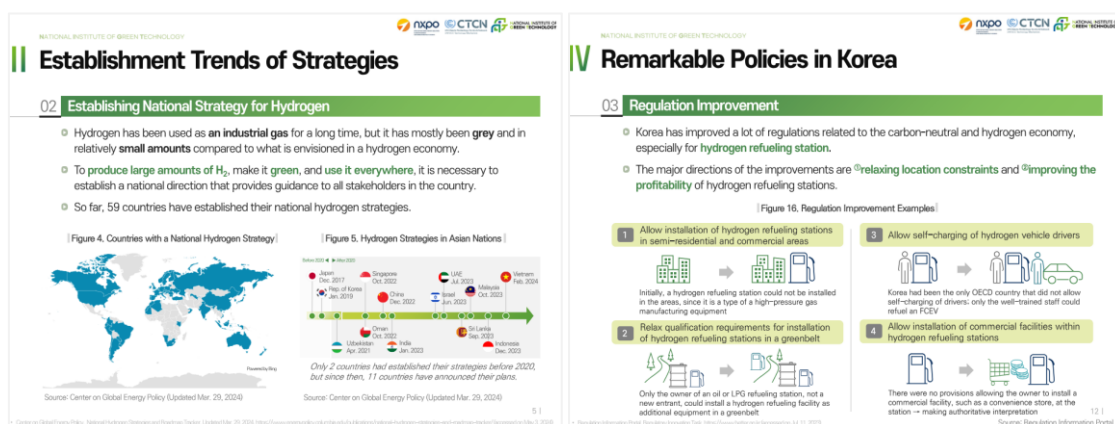 nxpo CTCN NATIONAL INSTITUTE OF GREEN TECHNOLOGY
NATIONAL INSTITUTE OF GREEN TECHNOLOGY
II Establishment Trends of Strategies
02 Establishing National Strategy for Hydrogen
Hydrogen has been used as an industrial gas for a long time, but it has mostly been grey and in
relatively small amounts compared to what is envisioned in a hydrogen economy.
To produce large amounts of H₂, make it green, and use it everywhere, it is necessary to
establish a national direction that provides guidance to all stakeholders in the country.
So far, 59 countries have established their national hydrogen strategies.
| Figure 4. Countries with a National Hydrogen Strategy |
Powered by Bing
Source: Center on Global Energy Policy (Updated Mar. 29, 2024)
| Figure 5. Hydrogen Strategies in Asian Nations |
Before 2020 ◀ ▶ After 2020
Japan
Dec. 2017
Rep. of Korea
Jan. 2019
Singapore
Oct. 2022
China
Dec. 2022
UAE
Jul. 2023
Israel
Jun. 2023
Malaysia
Oct. 2023
Vietnam
Feb. 2024
Uzbekistan
Apr. 2021
Oman
Oct. 2022
India
Jan. 2023
Sri Lanka
Sep. 2023
Indonesia
Dec. 2023
Only 2 countries had established their strategies before 2020,
but since then, 11 countries have announced their plans.
Source: Center on Global Energy Policy (Updated Mar. 29, 2024)
5 |
nxpo CTCN NATIONAL INSTITUTE OF GREEN TECHNOLOGY
NATIONAL INSTITUTE OF GREEN TECHNOLOGY
IV Remarkable Policies in Korea
03 Regulation Improvement
Korea has improved a lot of regulations related to the carbon-neutral and hydrogen economy,
especially for hydrogen refueling station.
The major directions of the improvements are ①relaxing location constraints and ②improving the
profitability of hydrogen refueling stations.
| Figure 16. Regulation Improvement Examples |
1 Allow installation of hydrogen refueling stations
in semi-residential and commercial areas
Initially, a hydrogen refueling station could not be installed
in the areas, since it is a type of a high-pressure gas
manufacturing equipment
2 Relax qualification requirements for installation
of hydrogen refueling stations in a greenbelt
Only the owner of an oil or LPG refueling station, not a
new entrant, could install a hydrogen refueling facility as
additional equipment in a greenbelt
3 Allow self-charging of hydrogen vehicle drivers
Korea had been the only OECD country that did not allow
self-charging of drivers: only the well-trained staff could
refuel an FCEV
4 Allow installation of commercial facilities within
hydrogen refueling stations
There were no provisions allowing the owner to install a
commercial facility, such as a convenience store, at the
station → making authoritative interpretation
12 |
Source: Regulation Information Portal